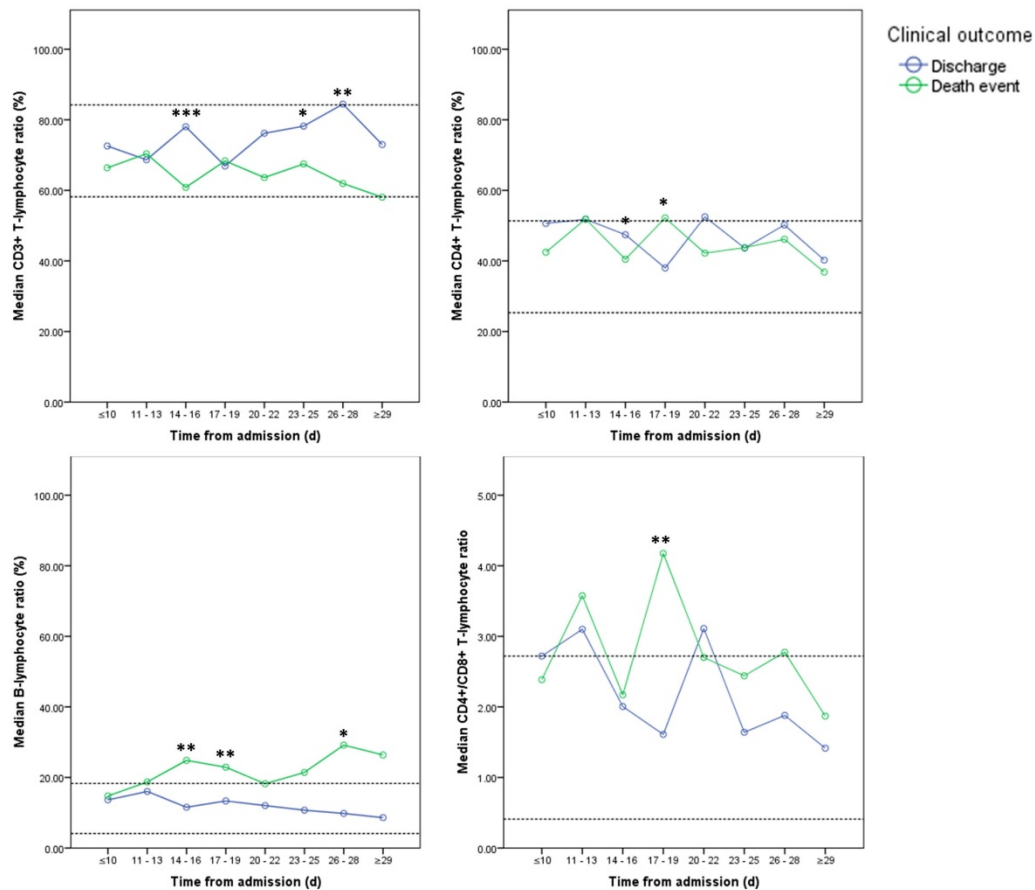 Clinical outcome
Discharge
Death event
Median CD3+ T-lymphocyte ratio (%)
100.00
80.00
60.00
40.00
20.00
0.00
***
*
**
≤10 11 - 13 14 - 16 17 - 19 20 - 22 23 - 25 26 - 28 ≥29
Time from admission (d)
Median CD4+ T-lymphocyte ratio (%)
100.00
80.00
60.00
40.00
20.00
0.00
*
*
≤10 11 - 13 14 - 16 17 - 19 20 - 22 23 - 25 26 - 28 ≥29
Time from admission (d)
Median B-lymphocyte ratio (%)
100.00
80.00
60.00
40.00
20.00
0.00
**
**
*
≤10 11 - 13 14 - 16 17 - 19 20 - 22 23 - 25 26 - 28 ≥29
Time from admission (d)
Median CD4+/CD8+ T-lymphocyte ratio
5.00
4.00
3.00
2.00
1.00
0.00
**
≤10 11 - 13 14 - 16 17 - 19 20 - 22 23 - 25 26 - 28 ≥29
Time from admission (d)